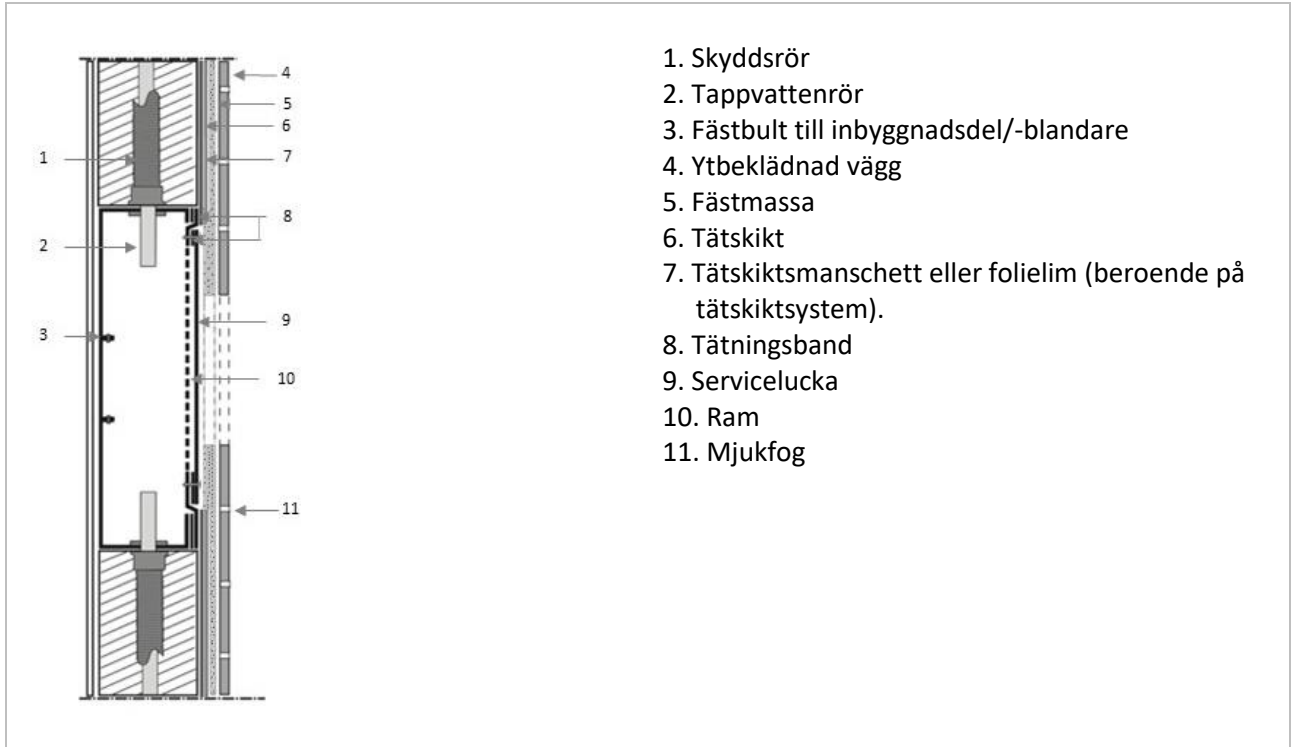 4
5
6
1
7
8
2
9
3
10
11
1. Skyddsrör
2. Tappvattenrör
3. Fästbult till inbyggnadsdel/-blandare
4. Ytbeklädnad vägg
5. Fästmassa
6. Tätskikt
7. Tätskiktsmanschett eller folielim (beroende på
tätskiktsystem).
8. Tätningsband
9. Servicelucka
10. Ram
11. Mjukfog